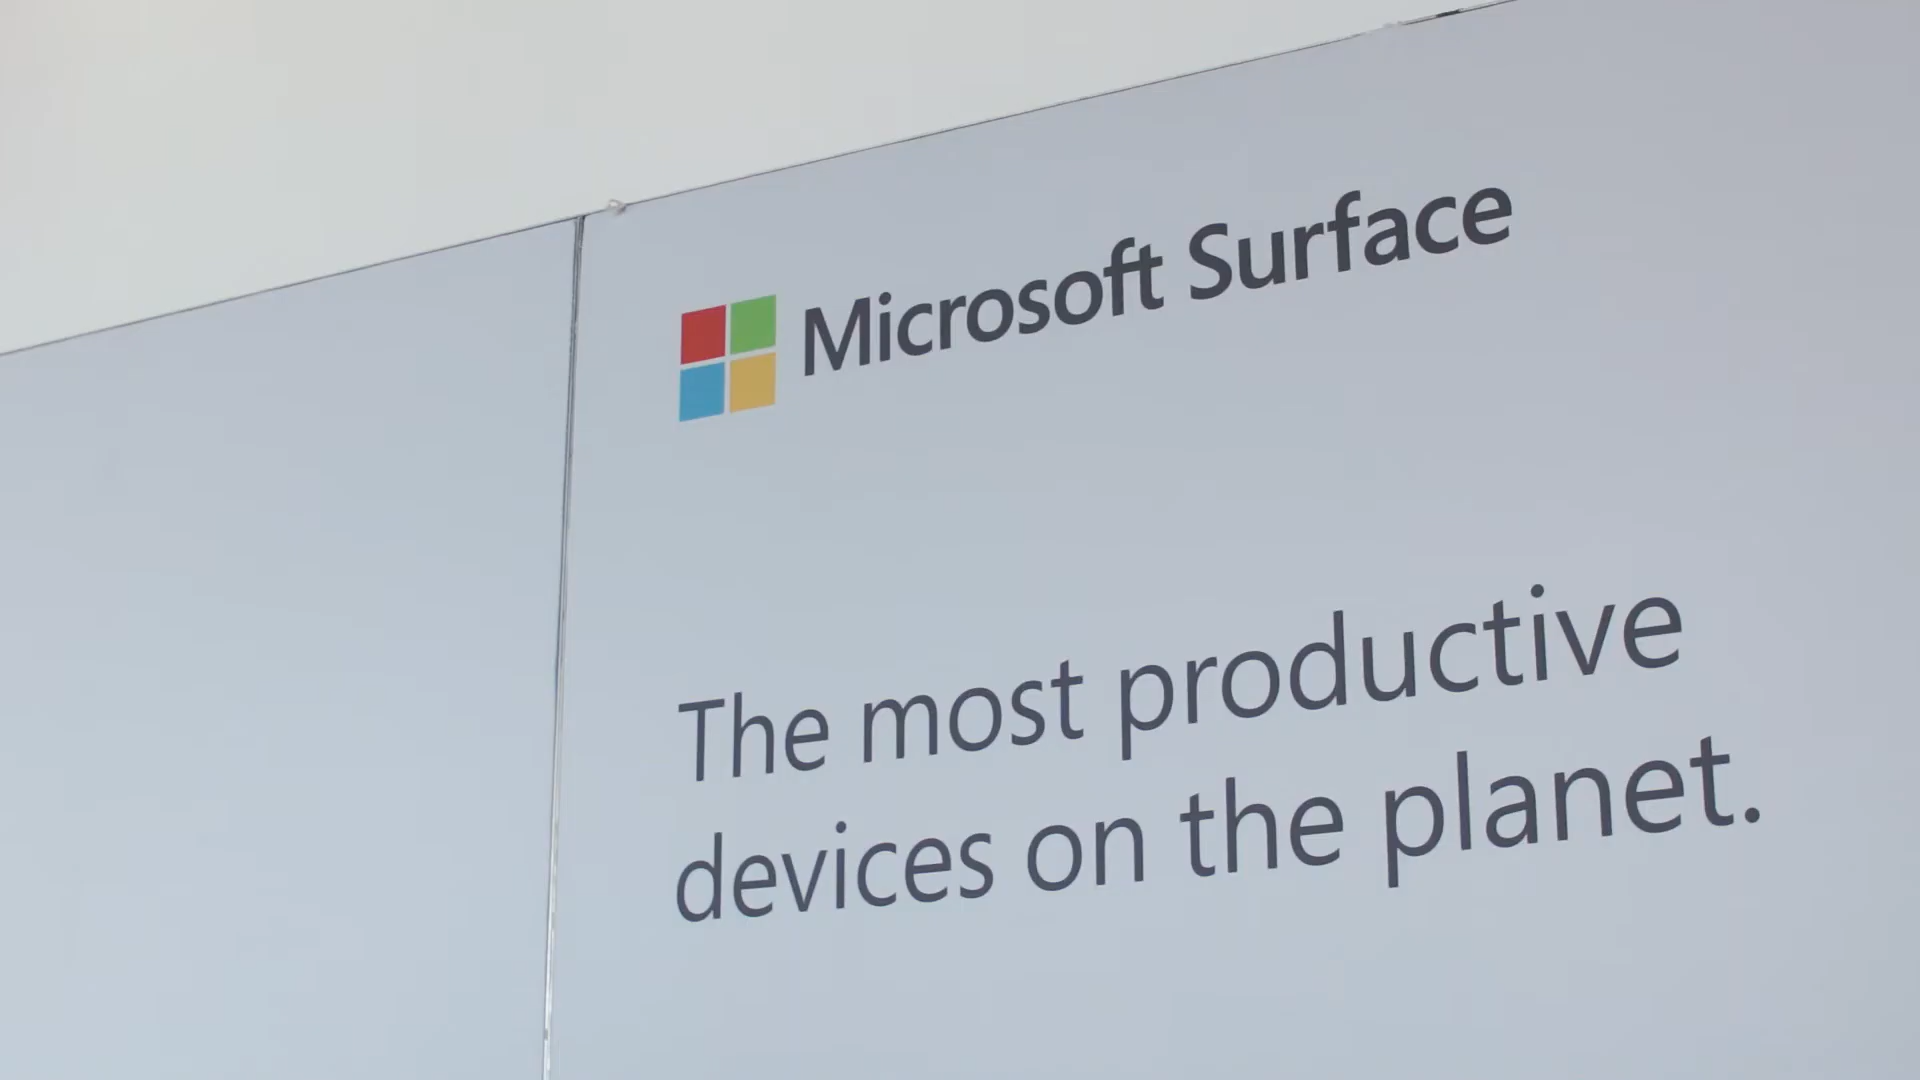 Microsoft Surface
The most productive
devices on the planet.